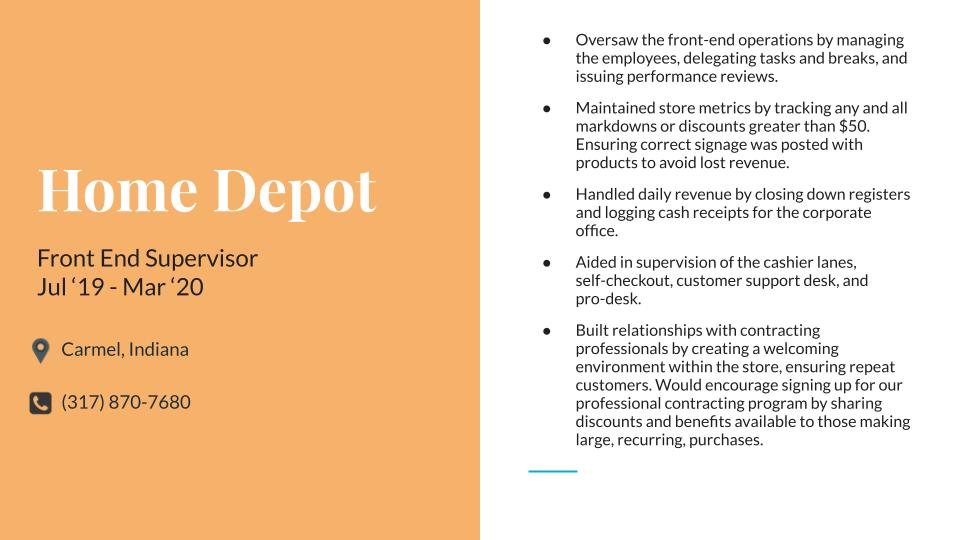 Home Depot
Front End Supervisor
Jul ‘19 - Mar ‘20
Carmel, Indiana
(317) 870-7680
● Oversaw the front-end operations by managing
the employees, delegating tasks and breaks, and
issuing performance reviews.
● Maintained store metrics by tracking any and all
markdowns or discounts greater than $50.
Ensuring correct signage was posted with
products to avoid lost revenue.
● Handled daily revenue by closing down registers
and logging cash receipts for the corporate
office.
● Aided in supervision of the cashier lanes,
self-checkout, customer support desk, and
pro-desk.
● Built relationships with contracting
professionals by creating a welcoming
environment within the store, ensuring repeat
customers. Would encourage signing up for our
professional contracting program by sharing
discounts and benefits available to those making
large, recurring, purchases.